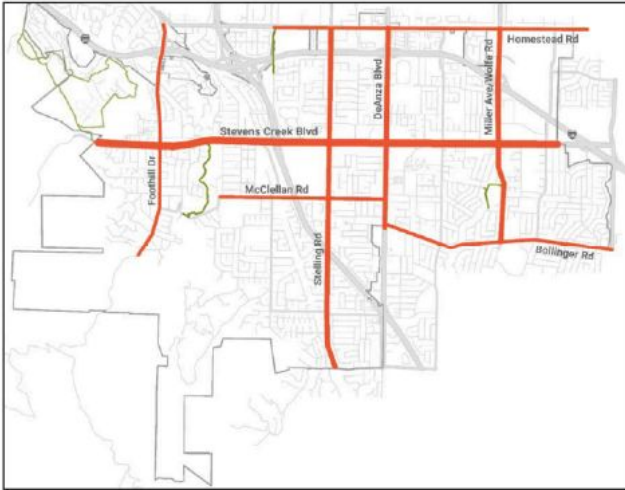 Homestead Rd
DeAnza Blvd
Miller Ave/Wolfe Rd
Stevens Creek Blvd
Foothill Dr
McClellan Rd
Stelling Rd
Bollinger Rd